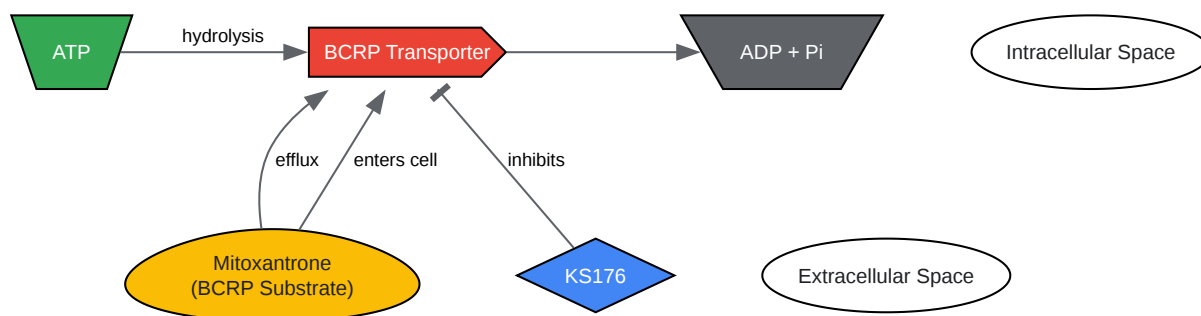 ATP
hydrolysis
BCRP Transporter
ADP + Pi
Intracellular Space
efflux
enters cell
inhibits
Mitoxantrone
(BCRP Substrate)
KS176
Extracellular Space